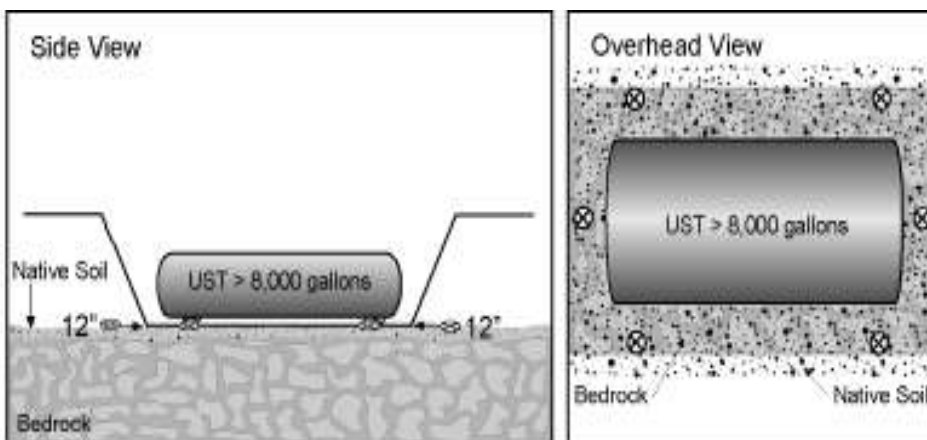 Side View
UST > 8,000 gallons
Native Soil
12"
12"
Bedrock
Overhead View
UST > 8,000 gallons
Bedrock
Native Soil